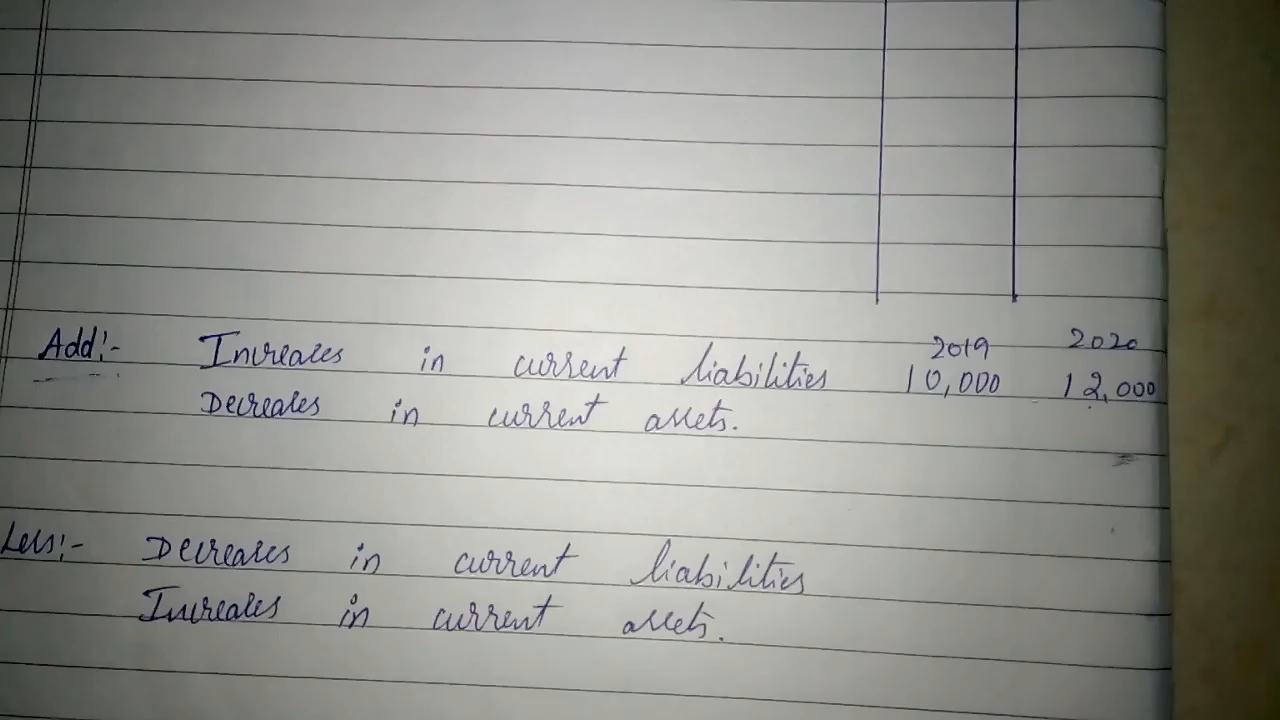 2019 2020
Add:- Increases in current liabilities 10,000 12,000
Decreases in current assets.
Less:- Decreases in current liabilities
Increases in current assets.